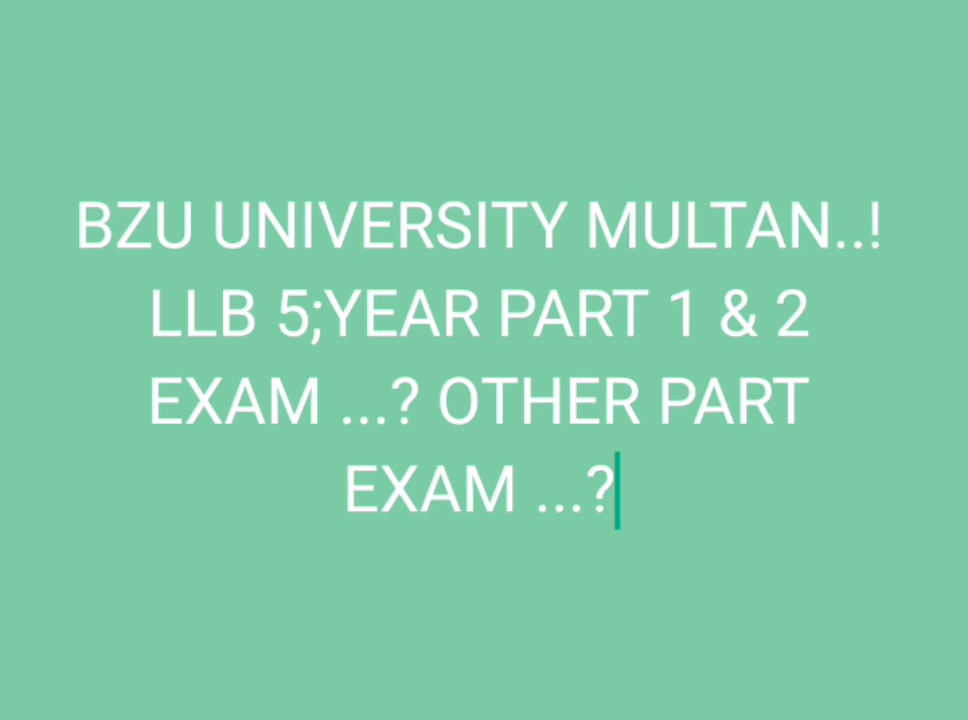 BZU UNIVERSITY MULTAN..!
LLB 5;YEAR PART 1 & 2
EXAM ...? OTHER PART
EXAM ...?